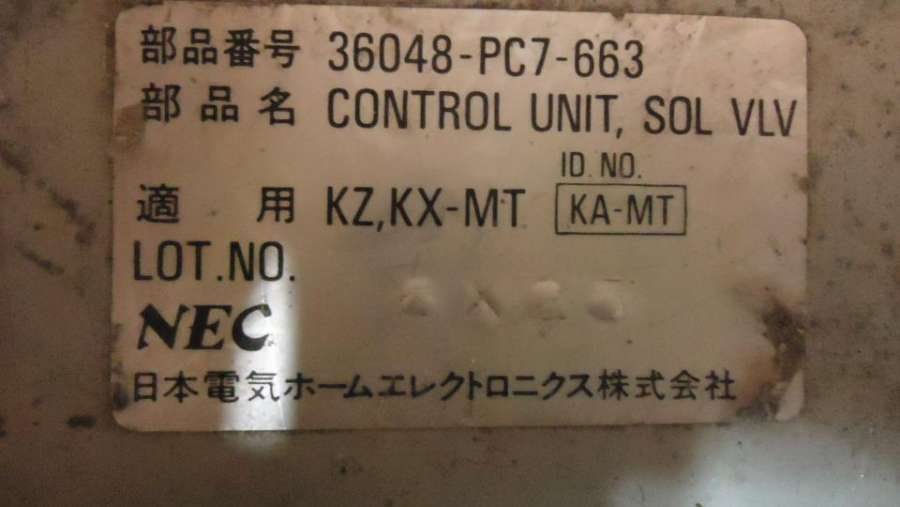 部品番号 36048-PC7-663
部品名 CONTROL UNIT, SOL VLV
ID. NO.
適用 KZ,KX-MT KA-MT
LOT.NO.
NEC
日本電気ホームエレクトロニクス株式会社